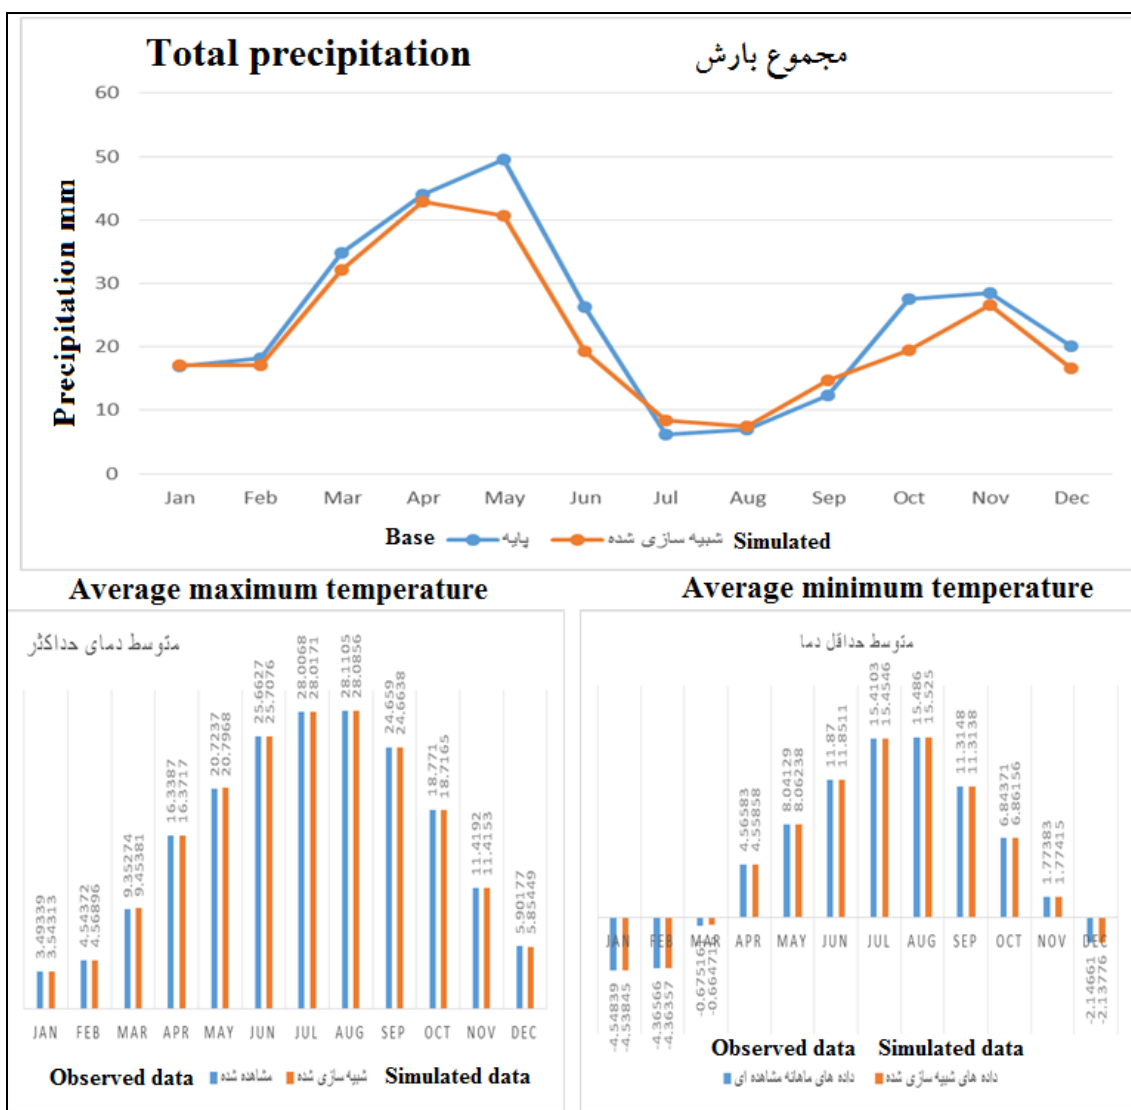 Total precipitation مجموع بارش
Precipitation mm
60
50
40
30
20
10
0
Jan Feb Mar Apr May Jun Jul Aug Sep Oct Nov Dec
Base پایه شبیه سازی شده Simulated
Average maximum temperature
متوسط دمای حداکثر
3.49339 3.54313
4.54372 4.56896
9.35274 9.45381
16.3387 16.3717
20.7237 20.7968
25.6627 25.7076
28.0068 28.0171
28.1105 28.0856
24.659 24.6638
18.771 18.7165
11.4192 11.4153
5.90177 5.85449
JAN FEB MAR APR MAY JUN JUL AUG SEP OCT NOV DEC
Observed data مشاهده شده شبیه سازی شده Simulated data
Average minimum temperature
متوسط حداقل دما
-4.54839 -4.53845
-4.36566 -4.36357
4.56583 4.55858
8.04129 8.06238
11.87 11.8511
15.4103 15.4546
15.486 15.525
11.3148 11.3138
6.84371 6.86156
1.77383 1.77415
-2.14661 -2.13776
JAN FEB MAR APR MAY JUN JUL AUG SEP OCT NOV DEC
Observed data Simulated data
داده های ماهانه مشاهده ای داده های شبیه سازی شده